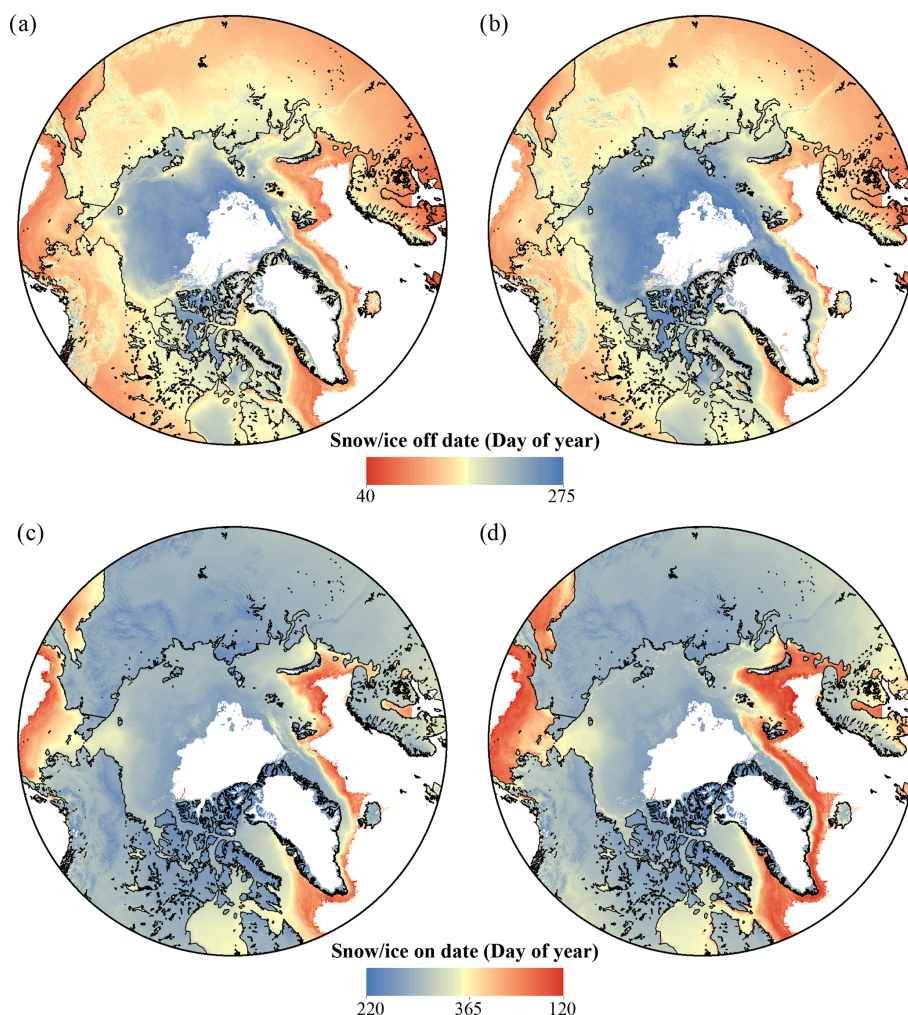 (a)
(b)
Snow/ice off date (Day of year)
40 275
(c)
(d)
Snow/ice on date (Day of year)
220 365 120